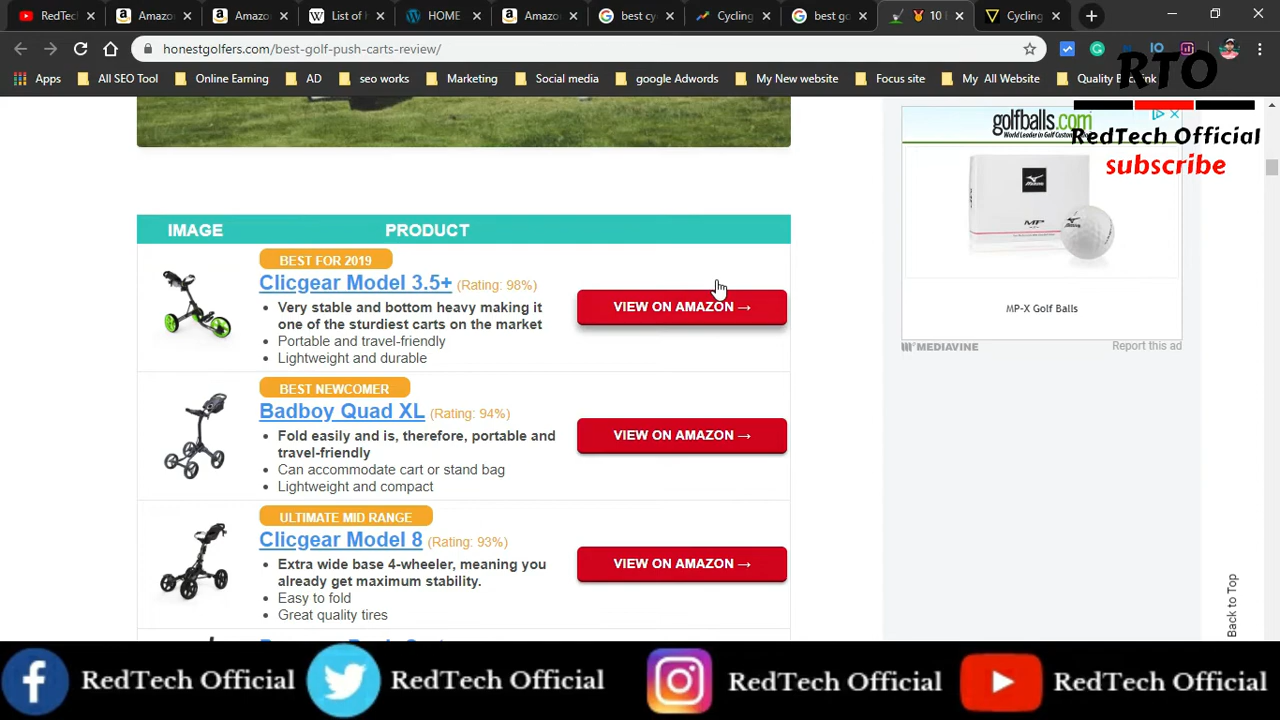 RedT
Amazo
Amazo
List of H
HOME
Amazo
best cy
Cycling
best go
10
Cycling
honestgolfers.com/best-golf-push-carts-review/
Apps
All SEO Tool
Online Earning
AD
seo works
Marketing
Social media
google Adwords
My New website
Focus site
My All Website
RTO
RedTech Official
subscribe
golfballs.com
MP-X Golf Balls
MEDIAVINE
Report this ad
IMAGE PRODUCT
BEST FOR 2019
Clicgear Model 3.5+ (Rating: 98%)
• Very stable and bottom heavy making it
one of the sturdiest carts on the market
• Portable and travel-friendly
• Lightweight and durable
VIEW ON AMAZON →
BEST NEWCOMER
Badboy Quad XL (Rating: 94%)
• Fold easily and is, therefore, portable and
travel-friendly
• Can accommodate cart or stand bag
• Lightweight and compact
VIEW ON AMAZON →
ULTIMATE MID RANGE
Clicgear Model 8 (Rating: 93%)
• Extra wide base 4-wheeler, meaning you
already get maximum stability.
• Easy to fold
• Great quality tires
VIEW ON AMAZON →
Back to Top
RedTech Official
RedTech Official
RedTech Official
RedTech Official